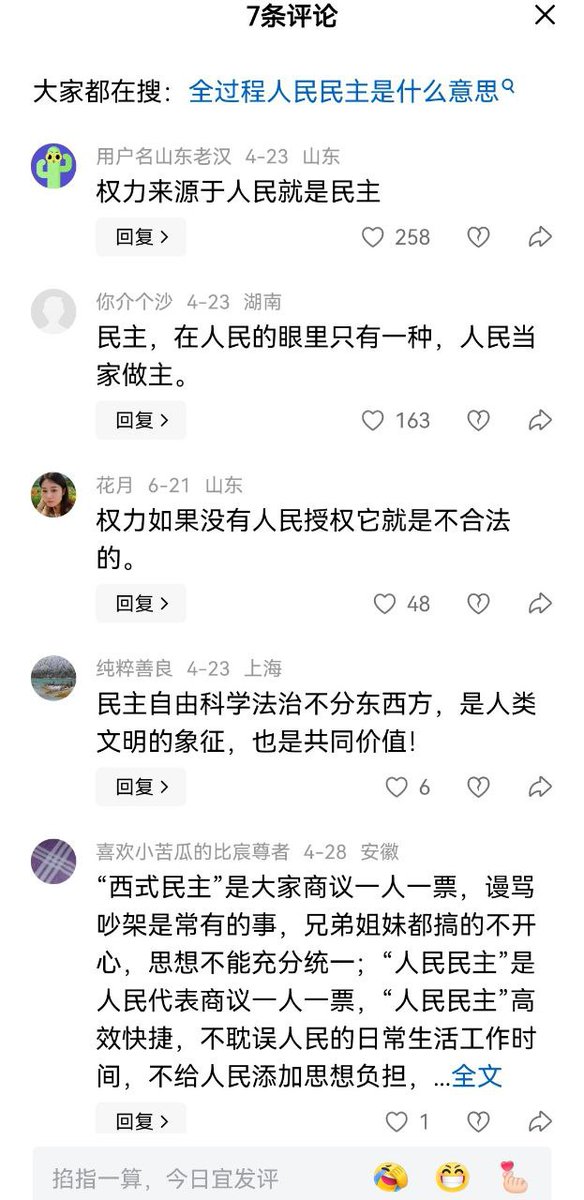 7条评论
大家都在搜：全过程人民民主是什么意思
用户名山东老汉 4-23 山东
权力来源于人民就是民主
回复
258
你介个沙 4-23 湖南
民主，在人民的眼里只有一种，人民当
家做主。
回复
163
花月 6-21 山东
权力如果没有人民授权它就是不合法
的。
回复
48
纯粹善良 4-23 上海
民主自由科学法治不分东西方，是人类
文明的象征，也是共同价值！
回复
6
喜欢小苦瓜的比宸尊者 4-28 安徽
“西式民主”是大家商议一人一票，谩骂
吵架是常有的事，兄弟姐妹都搞的不开
心，思想不能充分统一；“人民民主”是
人民代表商议一人一票，“人民民主”高
效快捷，不耽误人民的日常生活工作时
间，不给人民添加思想负担，...全文
回复
1
掐指一算，今日宜发评